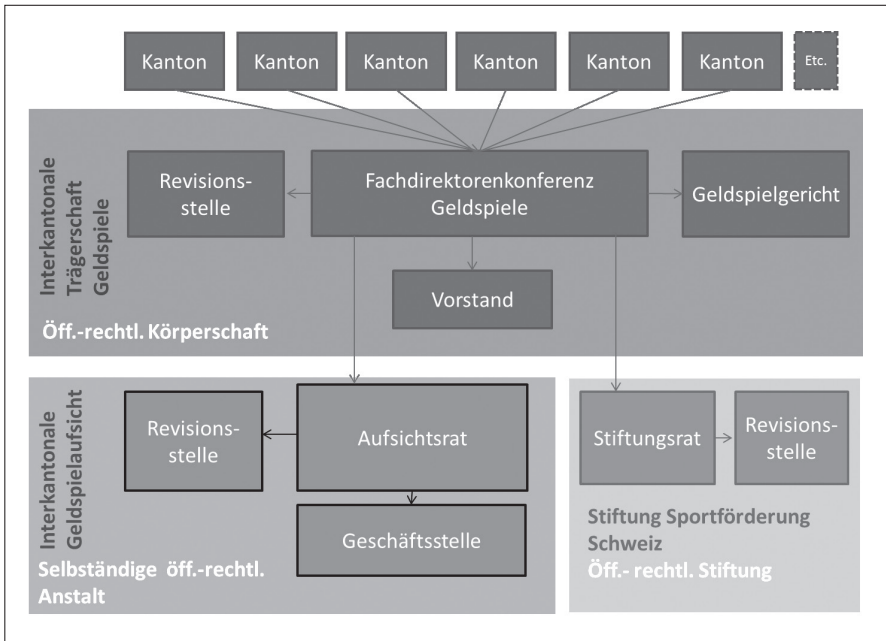 Kanton
Kanton
Kanton
Kanton
Kanton
Kanton
Etc.
Interkantonale
Trägerschaft
Geldspiele
Revisions-
stelle
Fachdirektorenkonferenz
Geldspiele
Geldspielgericht
Vorstand
Öff.-rechtl. Körperschaft
Interkantonale
Geldspielaufsicht
Revisions-
stelle
Aufsichtsrat
Geschäftsstelle
Selbständige öff.-rechtl.
Anstalt
Stiftungsrat
Revisions-
stelle
Stiftung Sportförderung
Schweiz
Öff.- rechtl. Stiftung